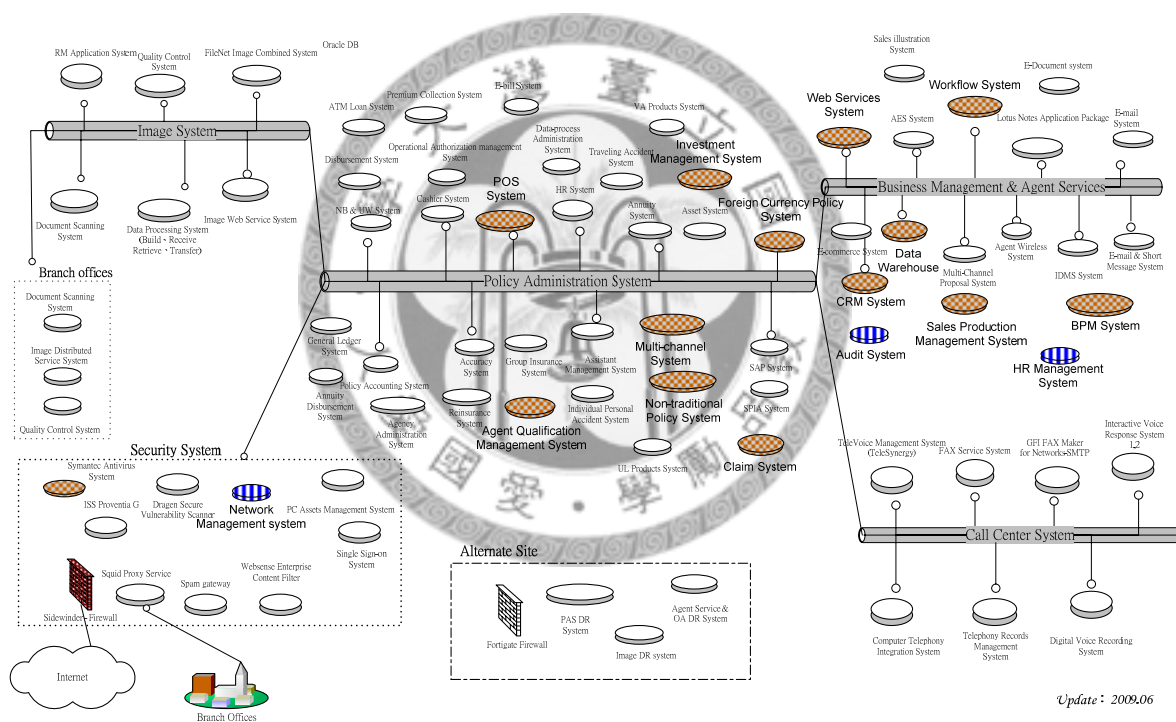 RM Application System
Quality Control
System
FileNet Image Combined System
Oracle DB
Image System
Document Scanning
System
Data Processing System
(Build、Receive
Retrieve、Transfer)
Image Web Service System
Branch offices
Document Scanning
System
Image Distributed
Service System
Quality Control System
ATM Loan System
Premium Collection System
E-bill System
VA Products System
Disbursement System
Operational Authorization management
System
Data-process
Administration
System
Traveling Accident
System
Investment
Management System
NB & UW System
Cashier System
POS
System
HR System
Annuity
System
Asset System
Foreign Currency Policy
System
Policy Administration System
General Ledger
System
Policy Accounting System
Accuracy
System
Group Insurance
System
Assistant
Management System
Multi-channel
System
SAP System
Annuity
Disbursement
System
Agency
Administration System
Reinsurance
System
Agent Qualification
Management System
Individual Personal
Accident System
Non-traditional
Policy System
SPIA System
UL Products System
Claim System
Sales illustration
System
E-Document system
Web Services
System
AES System
Workflow System
Lotus Notes Application Package
E-mail
System
Business Management & Agent Services
E-commerce System
Data
Warehouse
Multi-Channel
Proposal System
Agent Wireless
System
IDMS System
E-mail & Short
Message System
CRM System
Sales Production
Management System
BPM System
Audit System
HR Management
System
TeleVoice Management System
(TeleSynergy)
FAX Service System
GFI FAX Maker
for Networks-SMTP
Interactive Voice
Response System
1,2
Call Center System
Computer Telephony
Integration System
Telephony Records
Management
System
Digital Voice Recording
System
Security System
Symantec Antivirus
System
ISS Proventia G
Dragen Secure
Vulnerability Scanner
Network
Management system
PC Assets Management System
Single Sign-on
System
Sidewinder- Firewall
Squid Proxy Service
Spam gateway
Websense Enterprise
Content Filter
Internet
Branch Offices
Alternate Site
Fortigate Firewall
PAS DR
System
Image DR system
Agent Service &
OA DR System
Update：2009.06